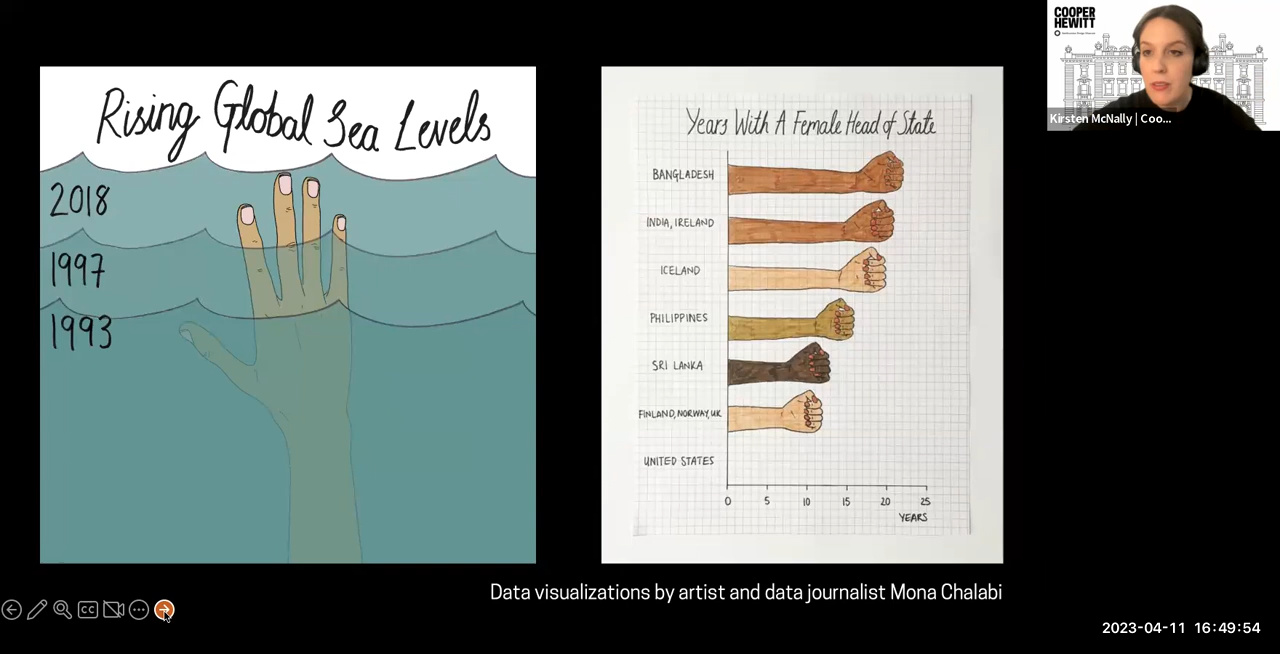 Rising Global Sea Levels
2018
1997
1993
Years With A Female Head of State
BANGLADESH
INDIA, IRELAND
ICELAND
PHILIPPINES
SRI LANKA
FINLAND, NORWAY, UK
UNITED STATES
0 5 10 15 20 25
YEARS
Data visualizations by artist and data journalist Mona Chalabi
COOPER
HEWITT
Kirsten McNally | Coo...
CC
2023-04-11 16:49:54